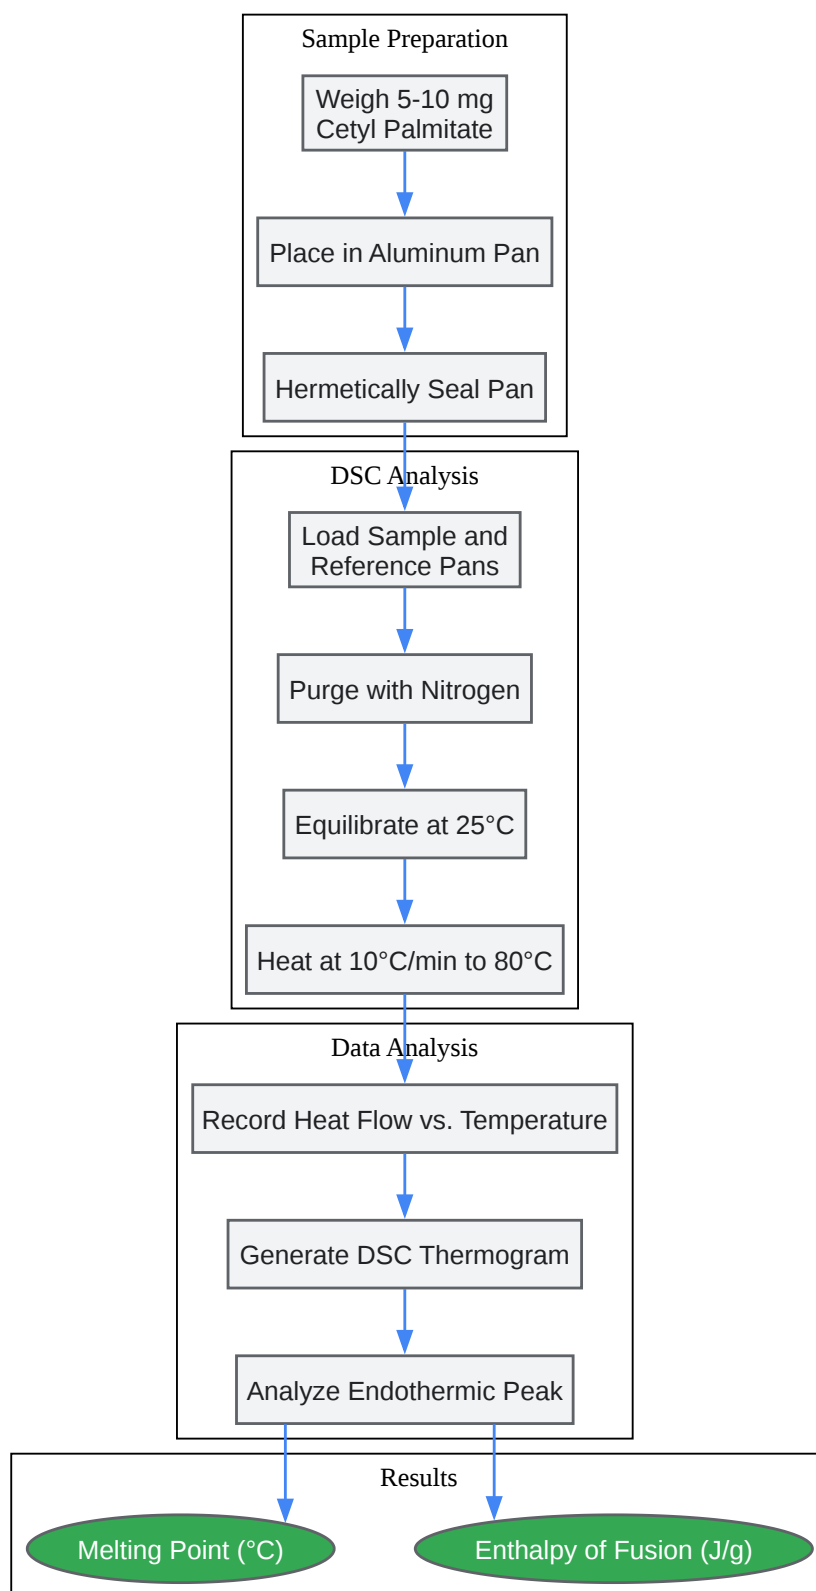 Sample Preparation
Weigh 5-10 mg
Cetyl Palmitate
Place in Aluminum Pan
Hermetically Seal Pan
DSC Analysis
Load Sample and
Reference Pans
Purge with Nitrogen
Equilibrate at 25°C
Heat at 10°C/min to 80°C
Data Analysis
Record Heat Flow vs. Temperature
Generate DSC Thermogram
Analyze Endothermic Peak
Results
Melting Point (°C)
Enthalpy of Fusion (J/g)